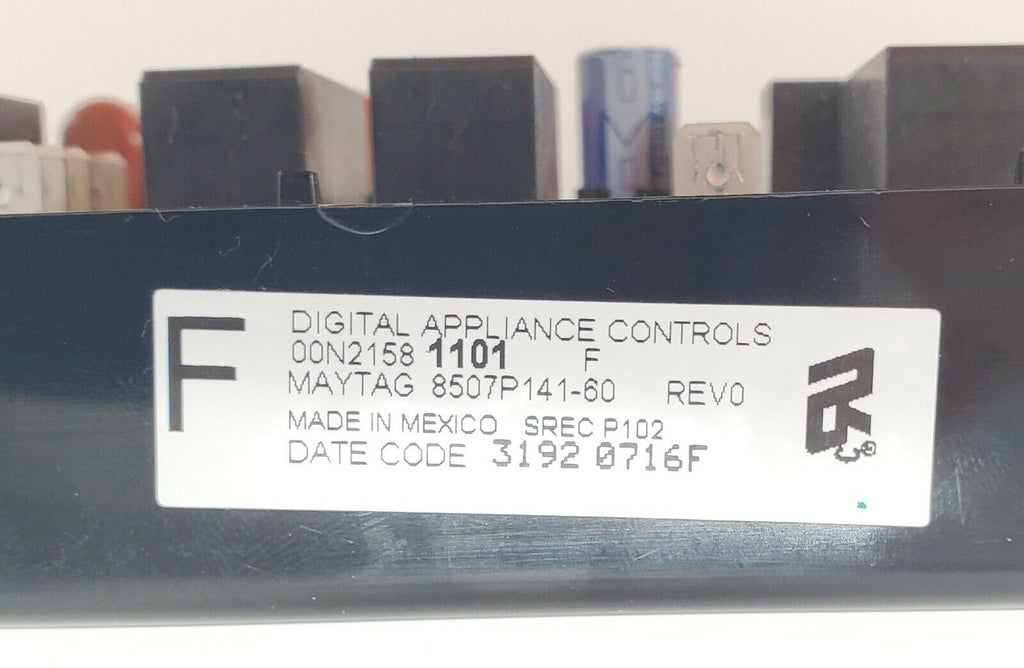 F
DIGITAL APPLIANCE CONTROLS
00N2158 1101 F
MAYTAG 8507P141-60 REV0
MADE IN MEXICO SREC P102
DATE CODE 3192 0716F